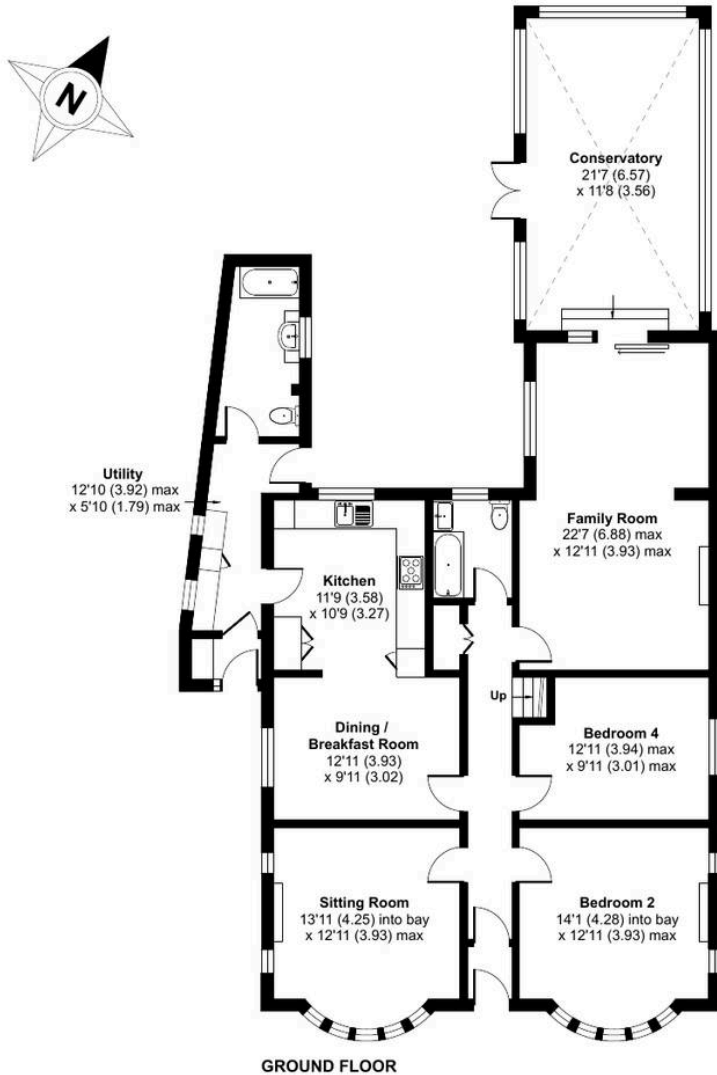 N
Conservatory
21'7 (6.57)
x 11'8 (3.56)
Utility
12'10 (3.92) max
x 5'10 (1.79) max
Kitchen
11'9 (3.58)
x 10'9 (3.27)
Family Room
22'7 (6.88) max
x 12'11 (3.93) max
Up
Dining /
Breakfast Room
12'11 (3.93)
x 9'11 (3.02)
Bedroom 4
12'11 (3.94) max
x 9'11 (3.01) max
Sitting Room
13'11 (4.25) into bay
x 12'11 (3.93) max
Bedroom 2
14'1 (4.28) into bay
x 12'11 (3.93) max
GROUND FLOOR